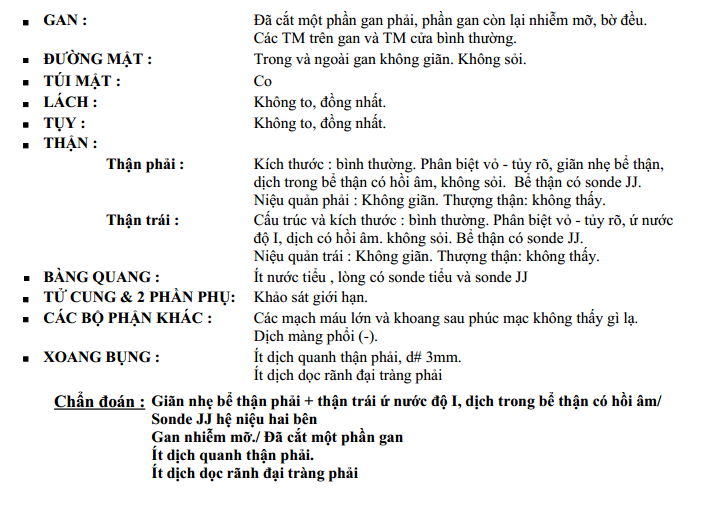 ▪ GAN : Đã cắt một phần gan phải, phần gan còn lại nhiễm mỡ, bờ đều.
Các TM trên gan và TM cửa bình thường.
▪ ĐƯỜNG MẬT : Trong và ngoài gan không giãn. Không sỏi.
▪ TÚI MẬT : Co
▪ LÁCH : Không to, đồng nhất.
▪ TỤY : Không to, đồng nhất.
▪ THẬN :
Thận phải : Kích thước : bình thường. Phân biệt vỏ - tủy rõ, giãn nhẹ bể thận,
dịch trong bể thận có hồi âm, không sỏi. Bể thận có sonde JJ.
Niệu quản phải : Không giãn. Thượng thận: không thấy.
Thận trái : Cấu trúc và kích thước : bình thường. Phân biệt vỏ - tủy rõ, ứ nước
độ I, dịch có hồi âm. không sỏi. Bể thận có sonde JJ.
Niệu quản trái : Không giãn. Thượng thận: không thấy.
▪ BÀNG QUANG : Ít nước tiểu , lòng có sonde tiểu và sonde JJ
▪ TỬ CUNG & 2 PHẦN PHỤ: Khảo sát giới hạn.
▪ CÁC BỘ PHẬN KHÁC : Các mạch máu lớn và khoang sau phúc mạc không thấy gì lạ.
Dịch màng phổi (-).
▪ XOANG BỤNG : Ít dịch quanh thận phải, d# 3mm.
Ít dịch dọc rãnh đại tràng phải
Chẩn đoán : Giãn nhẹ bể thận phải + thận trái ứ nước độ I, dịch trong bể thận có hồi âm/
Sonde JJ hệ niệu hai bên
Gan nhiễm mỡ./ Đã cắt một phần gan
Ít dịch quanh thận phải.
Ít dịch dọc rãnh đại tràng phải